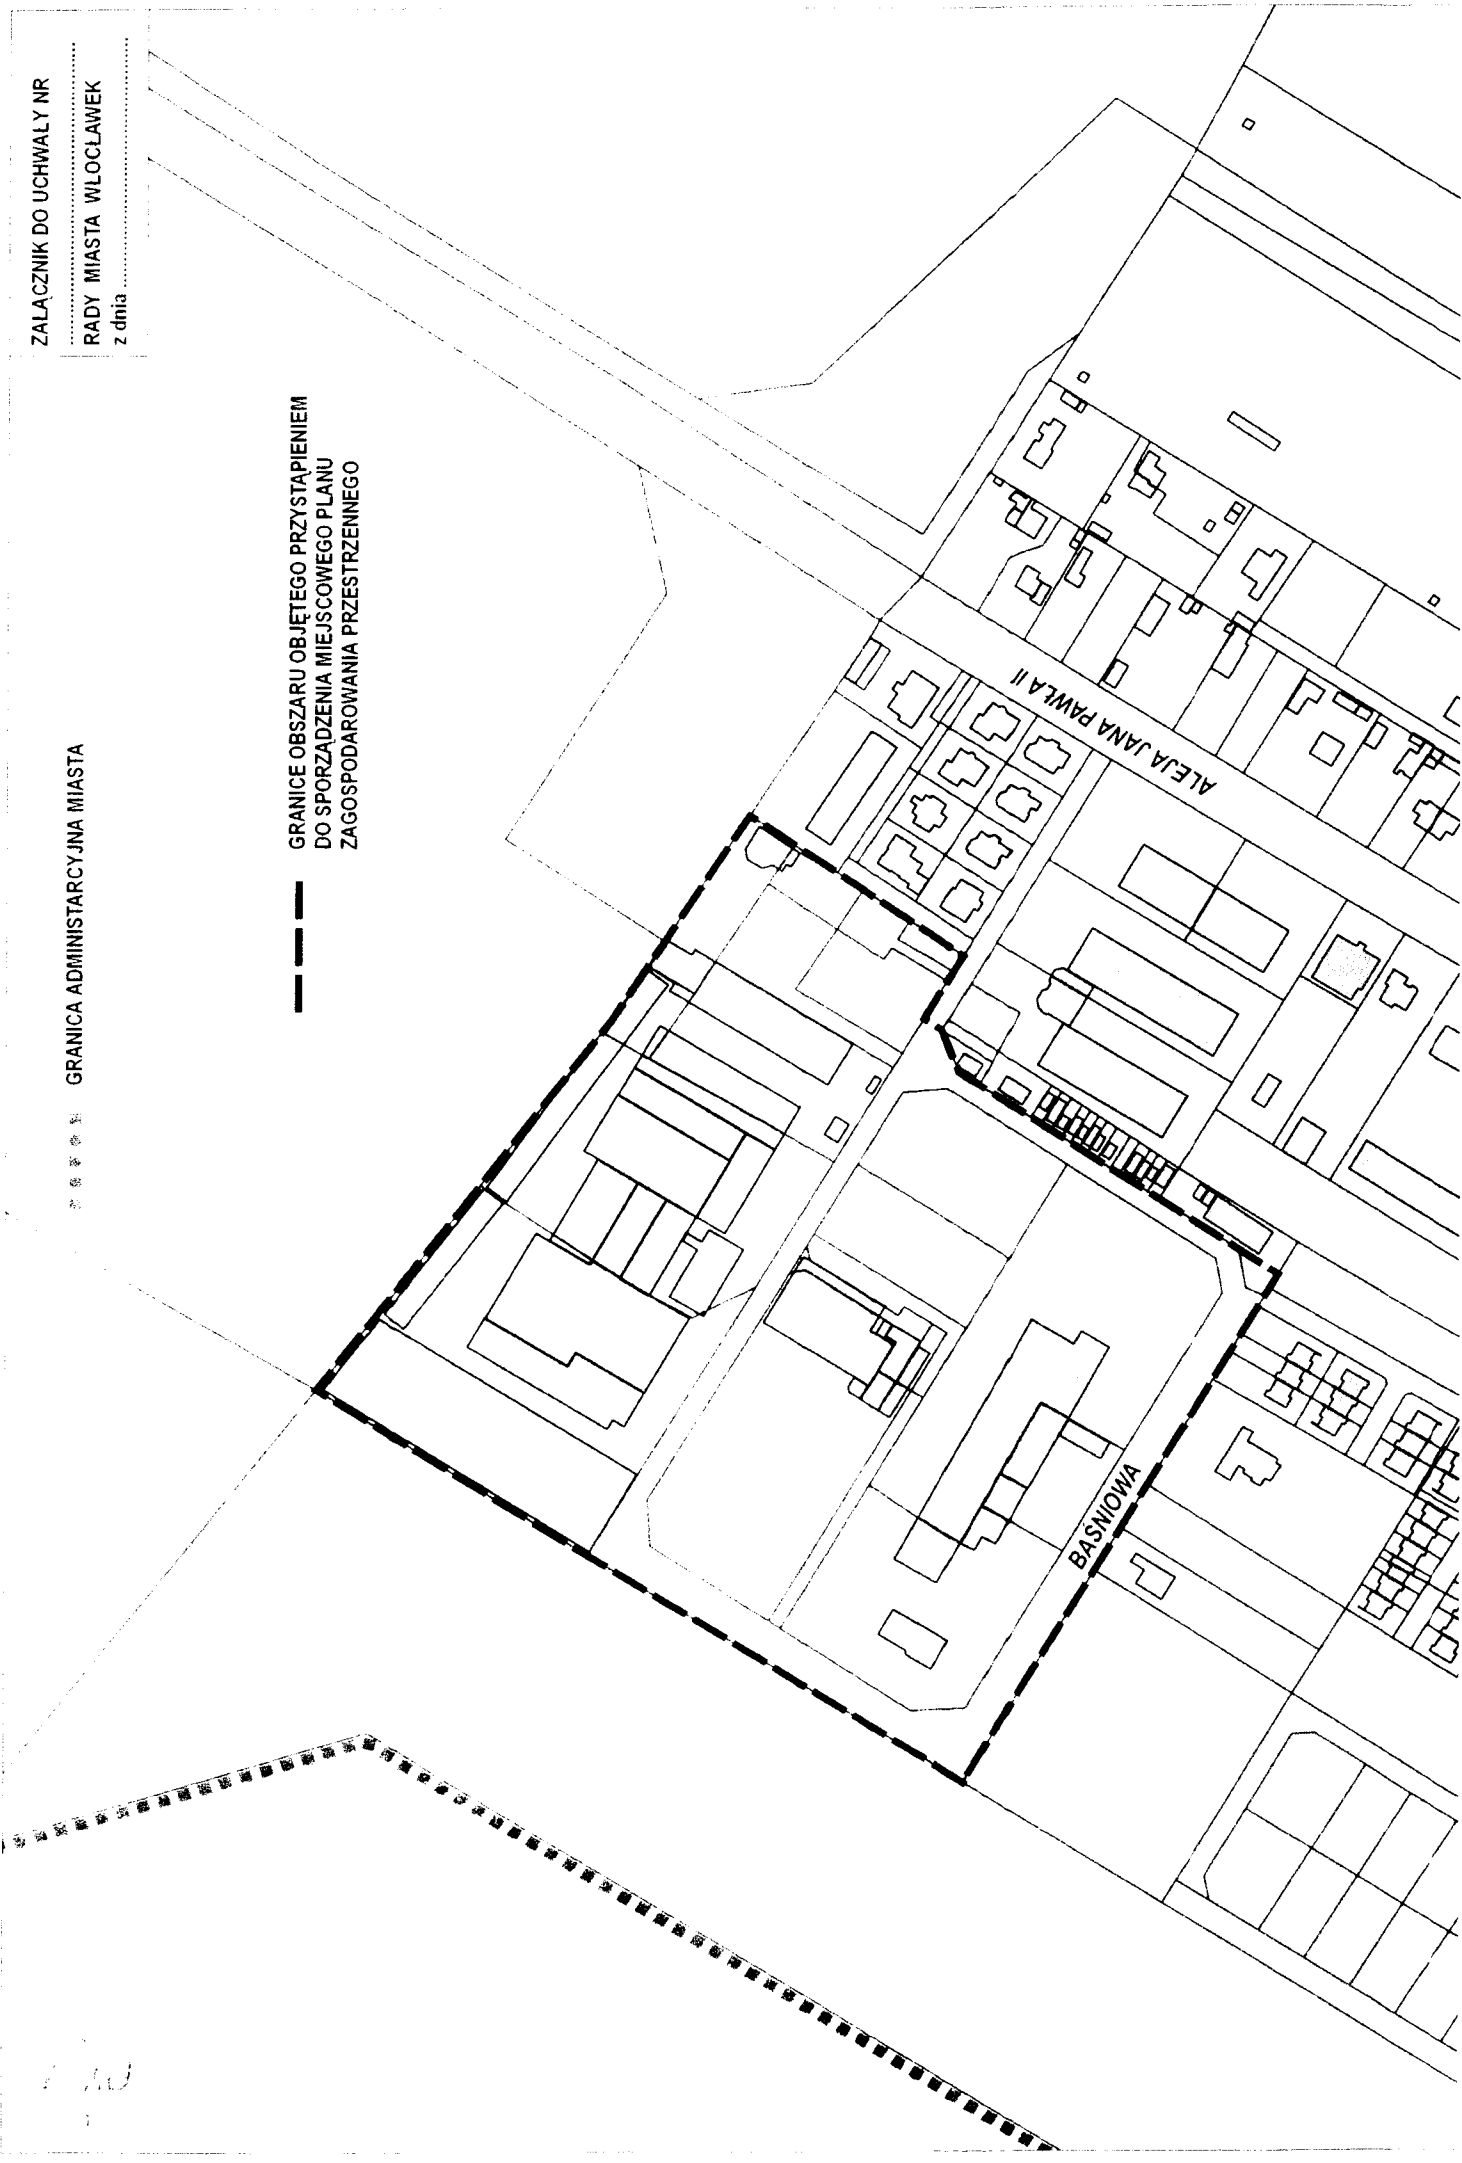 ZAŁĄCZNIK DO UCHWAŁY NR
........................................................
RADY MIASTA WŁOCŁAWEK
z dnia ..............................................
GRANICA ADMINISTARCYJNA MIASTA
GRANICE OBSZARU OBJĘTEGO PRZYSTĄPIENIEM
DO SPORZĄDZENIA MIEJSCOWEGO PLANU
ZAGOSPODAROWANIA PRZESTRZENNEGO
ALEJA JANA PAWŁA II
BAŚNIOWA